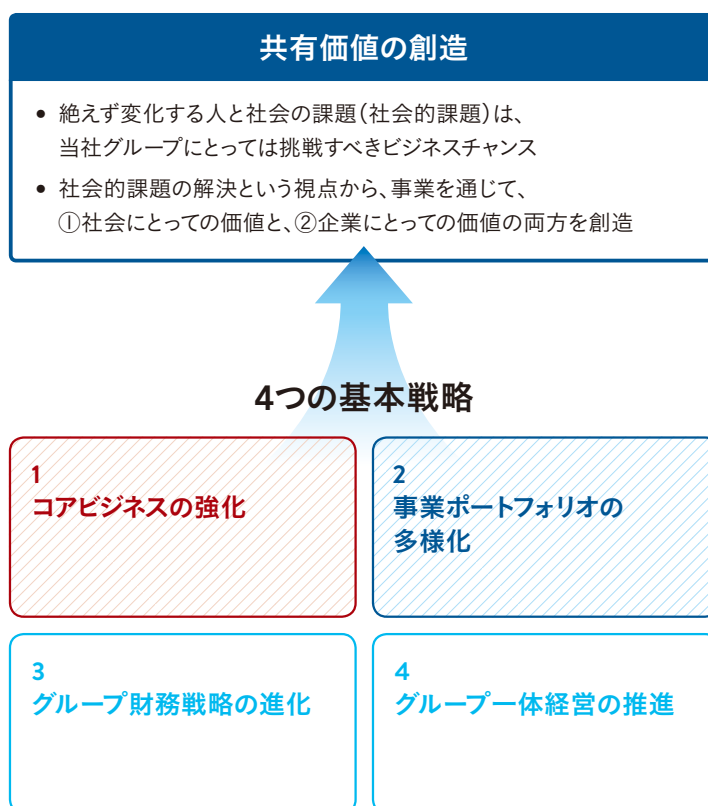 共有価値の創造
• 絶えず変化する人と社会の課題(社会的課題)は、
当社グループにとっては挑戦すべきビジネスチャンス
• 社会的課題の解決という視点から、事業を通じて、
①社会にとっての価値と、②企業にとっての価値の両方を創造
4つの基本戦略
1
コアビジネスの強化
2
事業ポートフォリオの
多様化
3
グループ財務戦略の進化
4
グループ一体経営の推進